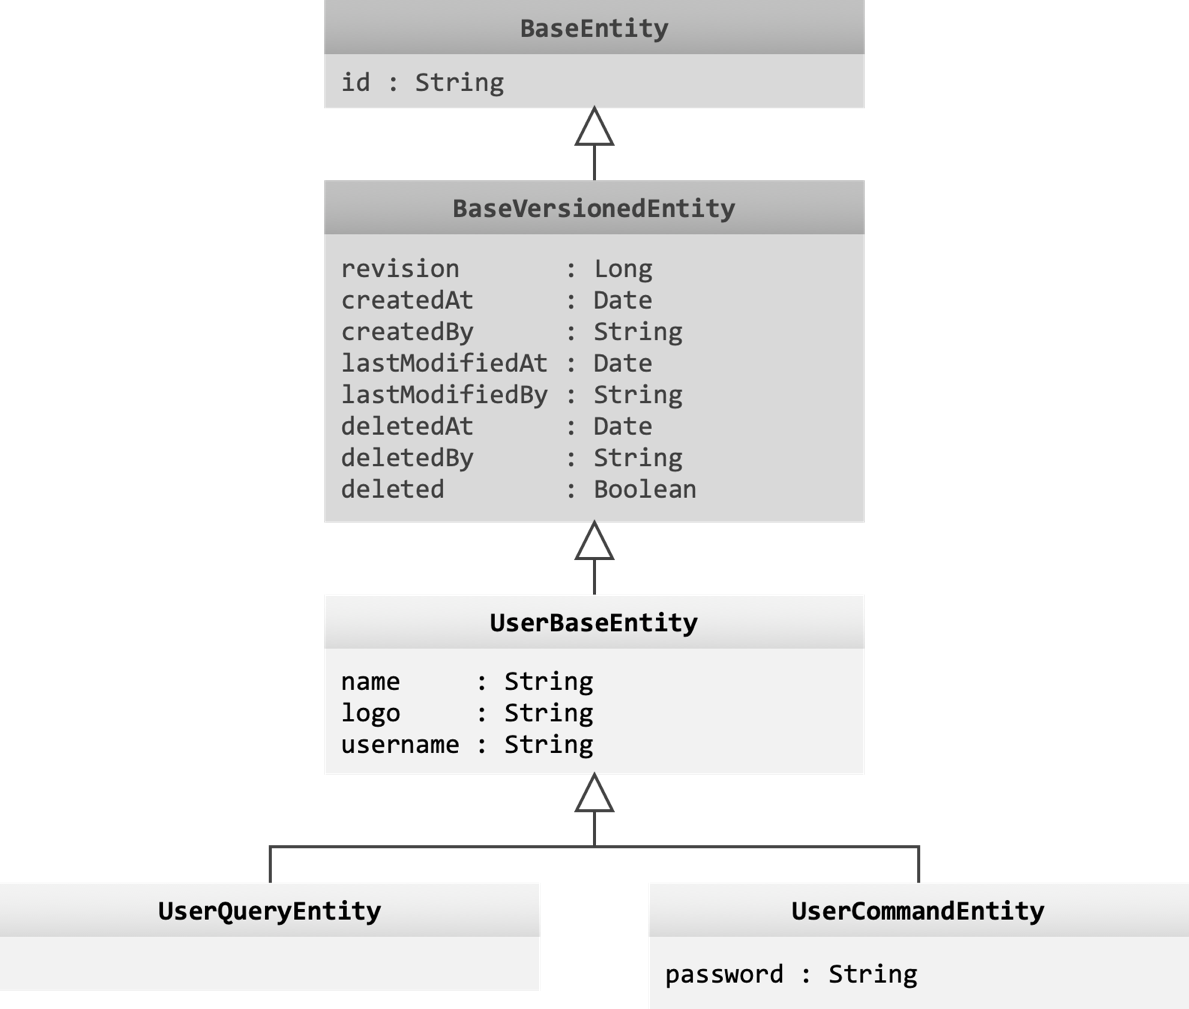 BaseEntity
id : String
BaseVersionedEntity
revision : Long
createdAt : Date
createdBy : String
lastModifiedAt : Date
lastModifiedBy : String
deletedAt : Date
deletedBy : String
deleted : Boolean
UserBaseEntity
name : String
logo : String
username : String
UserQueryEntity
UserCommandEntity
password : String